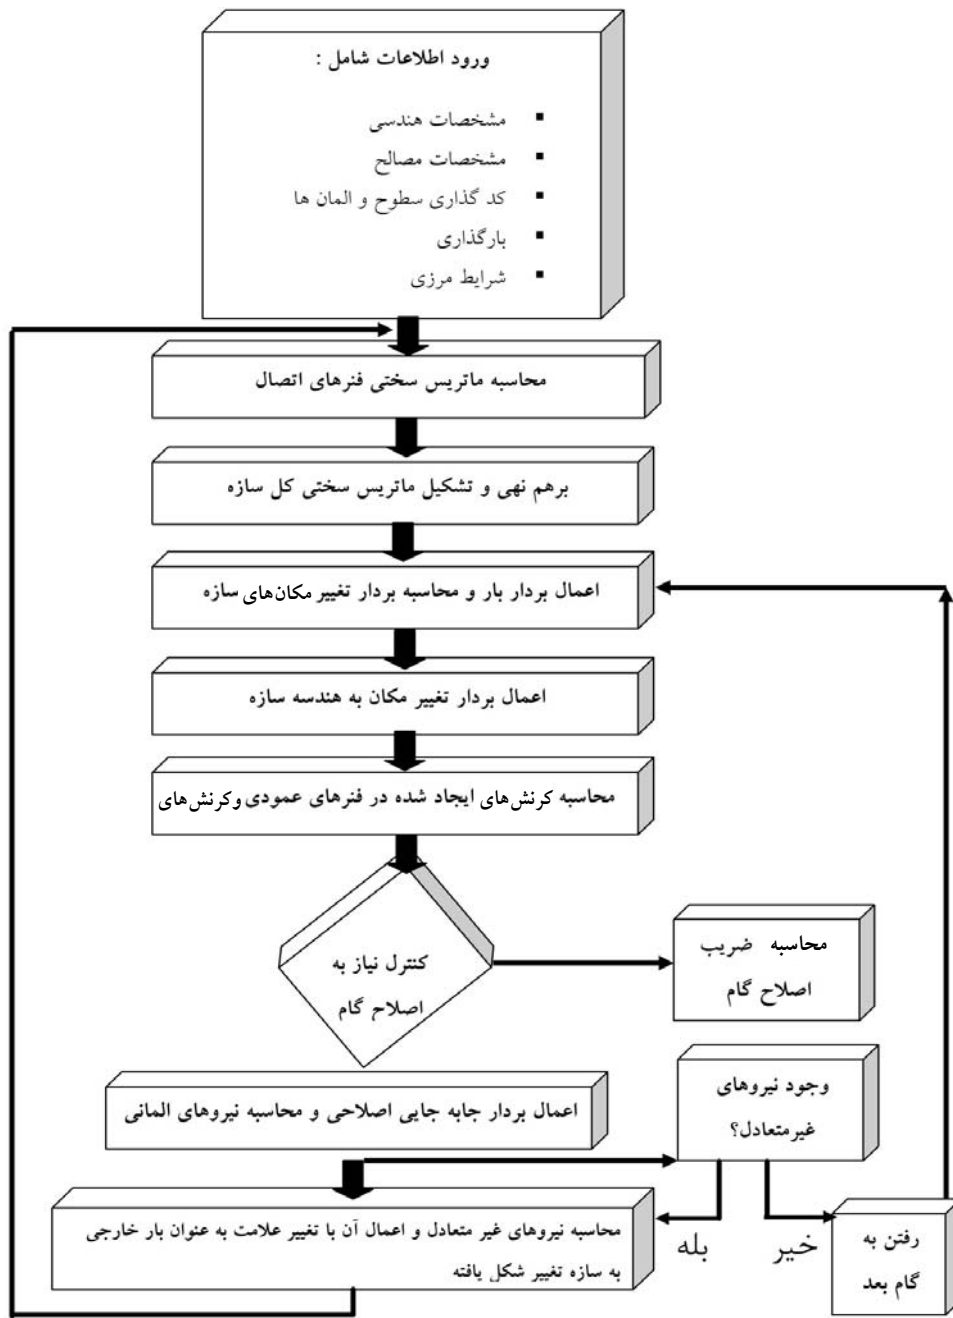 ورود اطلاعات شامل :
▪ مشخصات هندسی
▪ مشخصات مصالح
▪ کد گذاری سطوح و المان ها
▪ بارگذاری
▪ شرایط مرزی
محاسبه ماتریس سختی فنرهای اتصال
برهم نهی و تشکیل ماتریس سختی کل سازه
اعمال بردار بار و محاسبه بردار تغییر مکان‌های سازه
اعمال بردار تغییر مکان به هندسه سازه
محاسبه کرنش‌های ایجاد شده در فنرهای عمودی وکرنش‌های
کنترل نیاز به
اصلاح گام
محاسبه ضریب
اصلاح گام
اعمال بردار جابه جایی اصلاحی و محاسبه نیروهای المانی
وجود نیروهای
غیرمتعادل؟
بله
خیر
محاسبه نیروهای غیر متعادل و اعمال آن با تغییر علامت به عنوان بار خارجی
به سازه تغییر شکل یافته
رفتن به
گام بعد